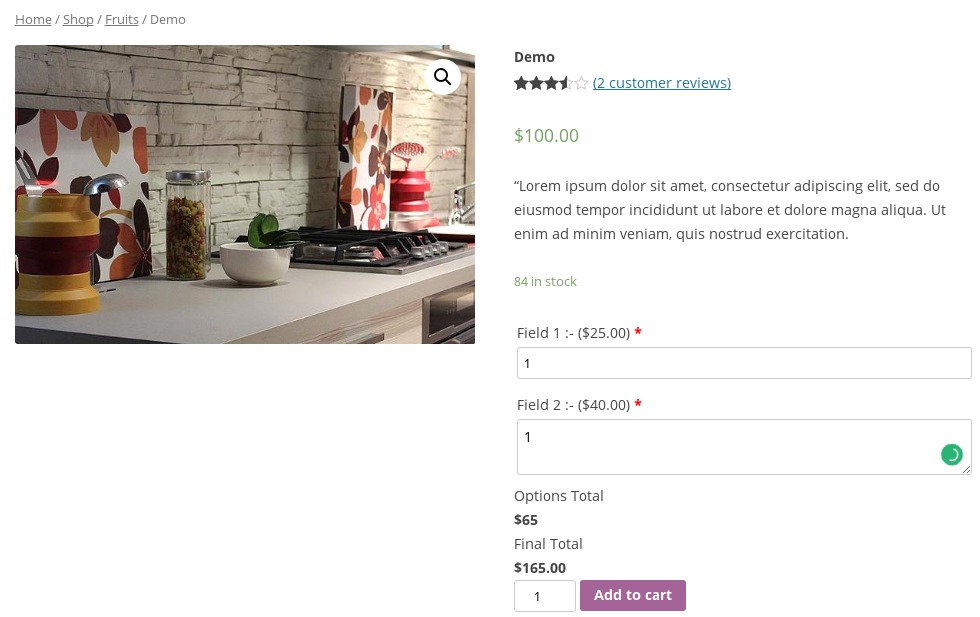 Home / Shop / Fruits / Demo
Demo
(2 customer reviews)
$100.00
“Lorem ipsum dolor sit amet, consectetur adipiscing elit, sed do
eiusmod tempor incididunt ut labore et dolore magna aliqua. Ut
enim ad minim veniam, quis nostrud exercitation.
84 in stock
Field 1 :- ($25.00) *
1
Field 2 :- ($40.00) *
1
Options Total
$65
Final Total
$165.00
1 Add to cart